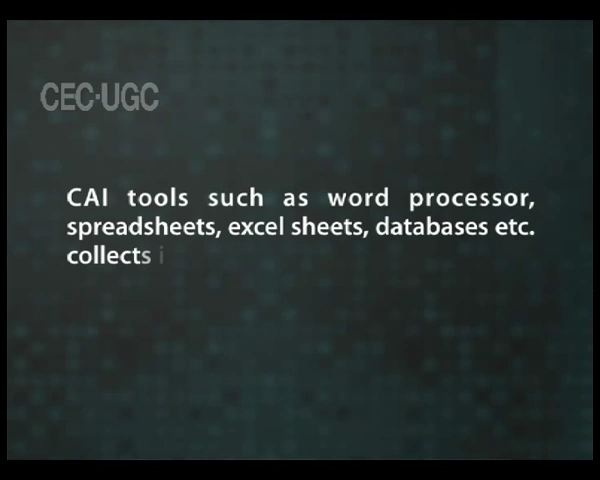 CEC-UGC
CAI tools such as word processor,
spreadsheets, excel sheets, databases etc.
collects i